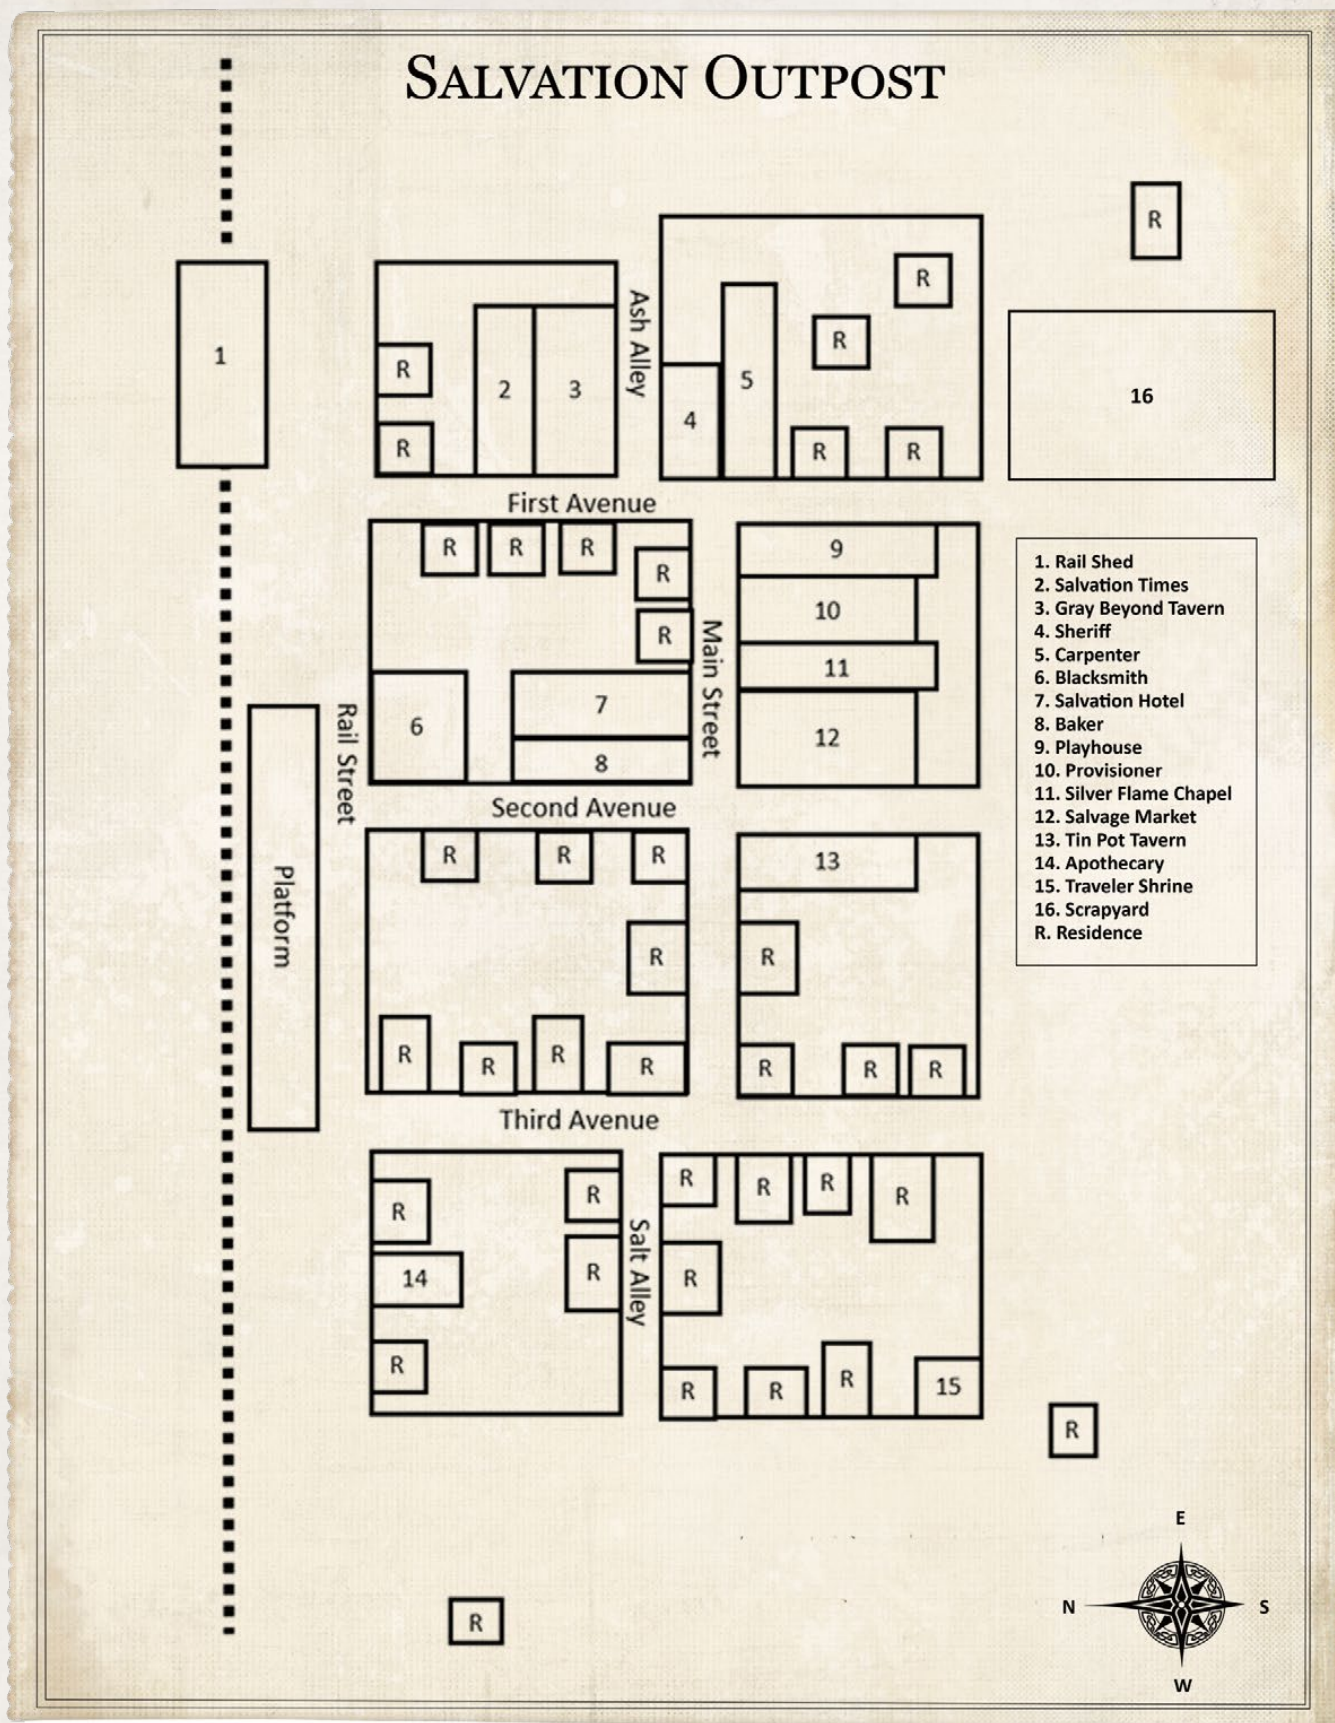 SALVATION OUTPOST
R
R
1
R
2
3
Ash Alley
4
5
R
16
R
R
R
First Avenue
R
R
R
R
R
6
7
8
Main Street
9
10
11
12
1. Rail Shed
2. Salvation Times
3. Gray Beyond Tavern
4. Sheriff
5. Carpenter
6. Blacksmith
7. Salvation Hotel
8. Baker
9. Playhouse
10. Provisioner
11. Silver Flame Chapel
12. Salvage Market
13. Tin Pot Tavern
14. Apothecary
15. Traveler Shrine
16. Scrapyard
R. Residence
Rail Street
Platform
Second Avenue
R
R
R
R
R
R
R
R
13
R
R
R
R
Third Avenue
R
14
R
R
R
Salt Alley
R
R
R
R
R
R
R
R
15
R
R
E
N
S
W